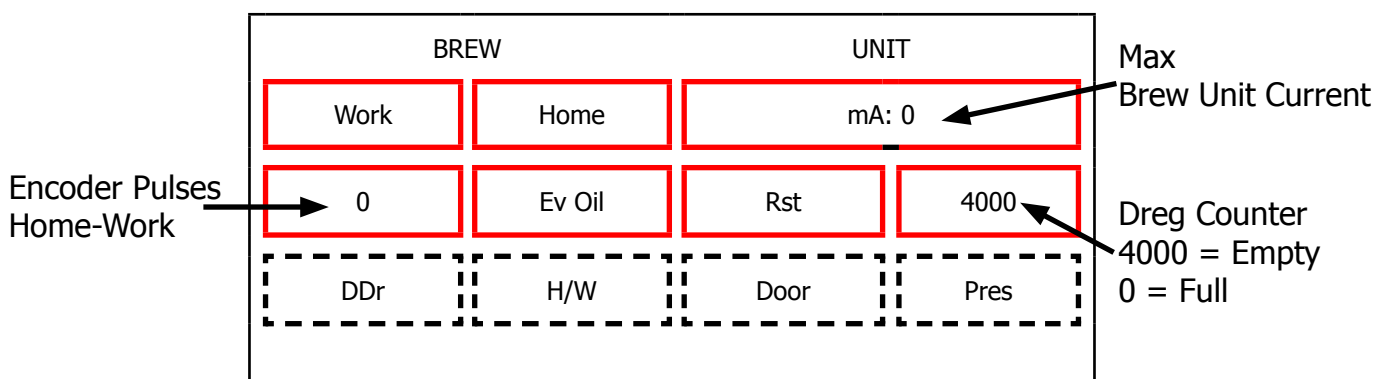 BREW UNIT
Max
Brew Unit Current
Work Home mA: 0
Encoder Pulses
Home-Work
0 Ev Oil Rst 4000
Dreg Counter
4000 = Empty
0 = Full
DDr H/W Door Pres